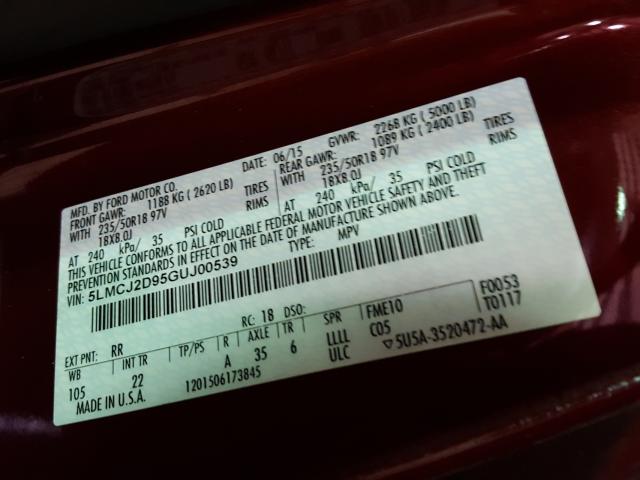 MFD. BY FORD MOTOR CO.
DATE: 06/15
GVWR: 2268 KG ( 5000 LB)
FRONT GAWR: 1188 KG ( 2620 LB)
REAR GAWR: 1089 KG ( 2400 LB)
WITH 235/50R18 97V TIRES
WITH 235/50R18 97V TIRES
18X8.0J RIMS
18X8.0J RIMS
AT 240 kPa/ 35 PSI COLD
AT 240 kPa/ 35 PSI COLD
THIS VEHICLE CONFORMS TO ALL APPLICABLE FEDERAL MOTOR VEHICLE SAFETY AND THEFT
PREVENTION STANDARDS IN EFFECT ON THE DATE OF MANUFACTURE SHOWN ABOVE.
VIN: 5LMCJ2D95GUJ00539
TYPE: MPV
F0053
T0117
EXT PNT: RR RC: 18 DSO: FME10
WB INT TR TP/PS R AXLE TR SPR C05
105 22 A 35 6 LLLL 5U5A-3520472-AA
ULC
MADE IN U.S.A. 1201506173845